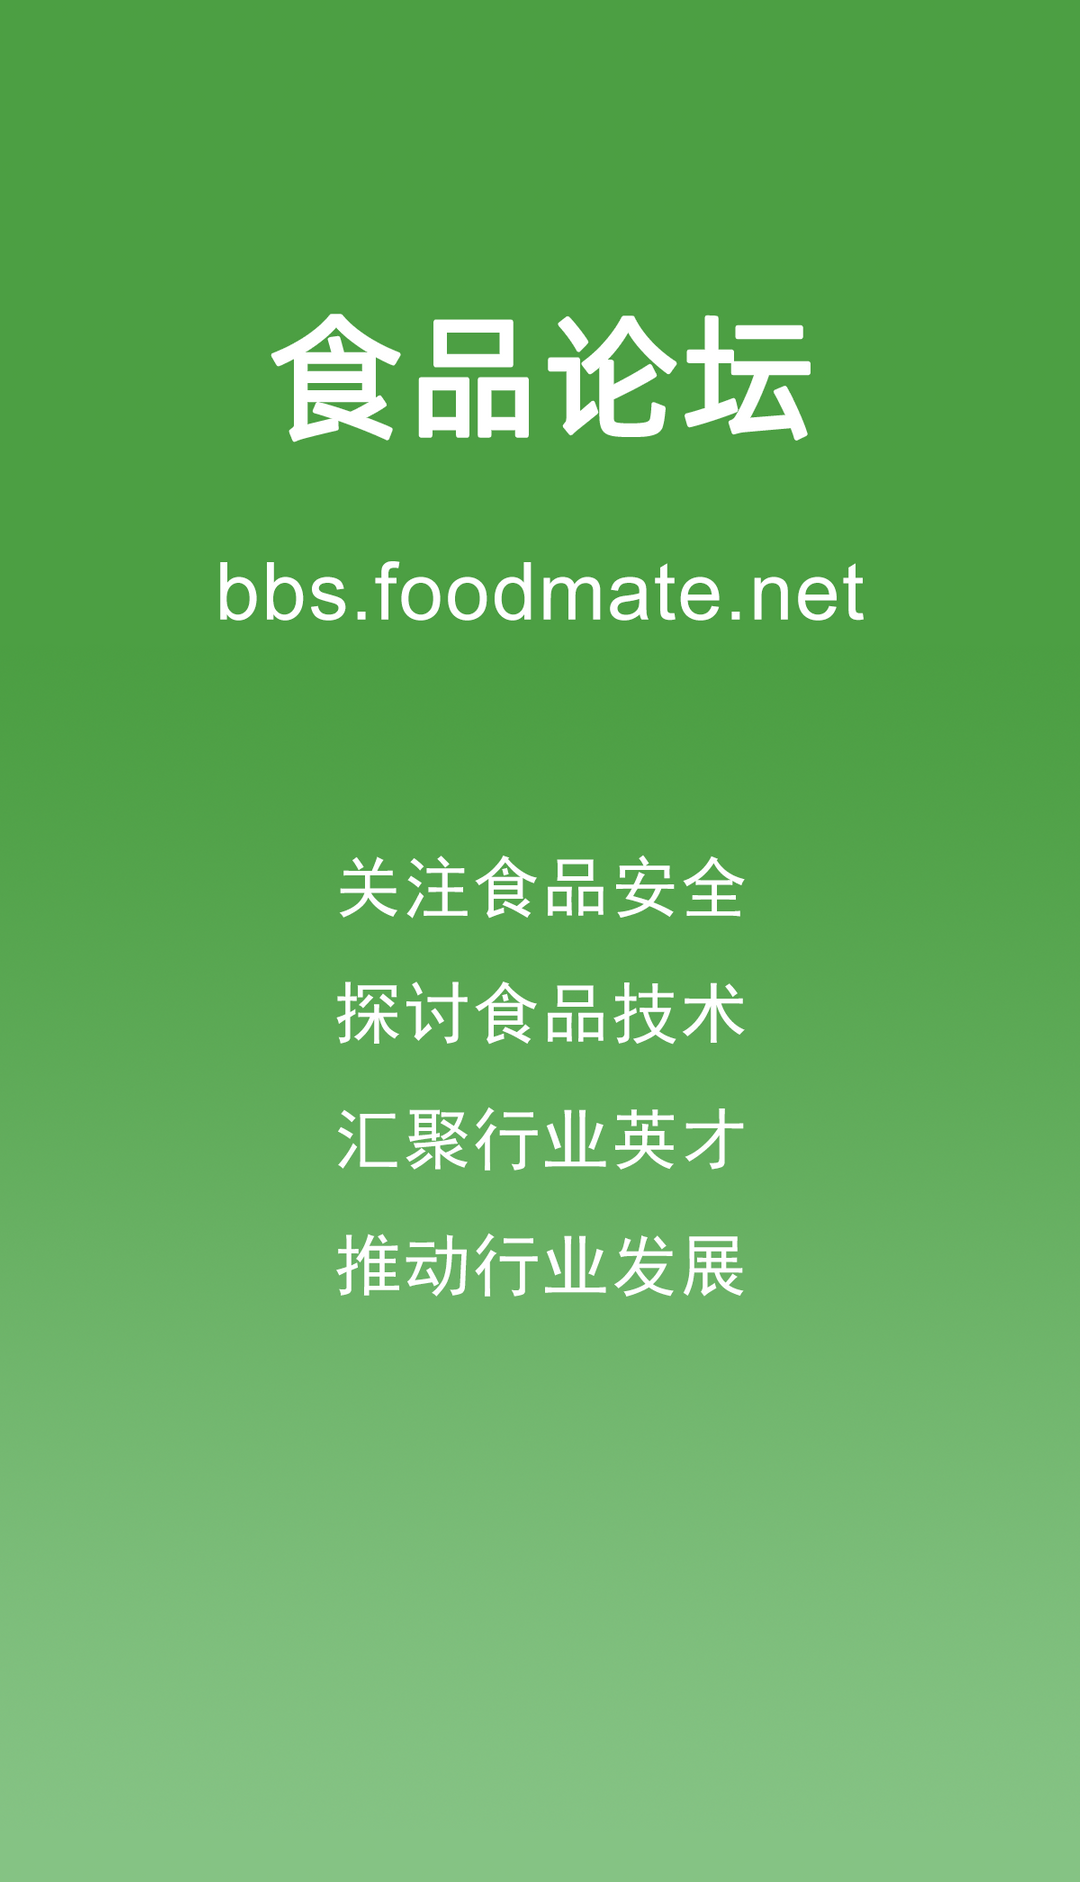 食品论坛
bbs.foodmate.net
关注食品安全
探讨食品技术
汇聚行业英才
推动行业发展